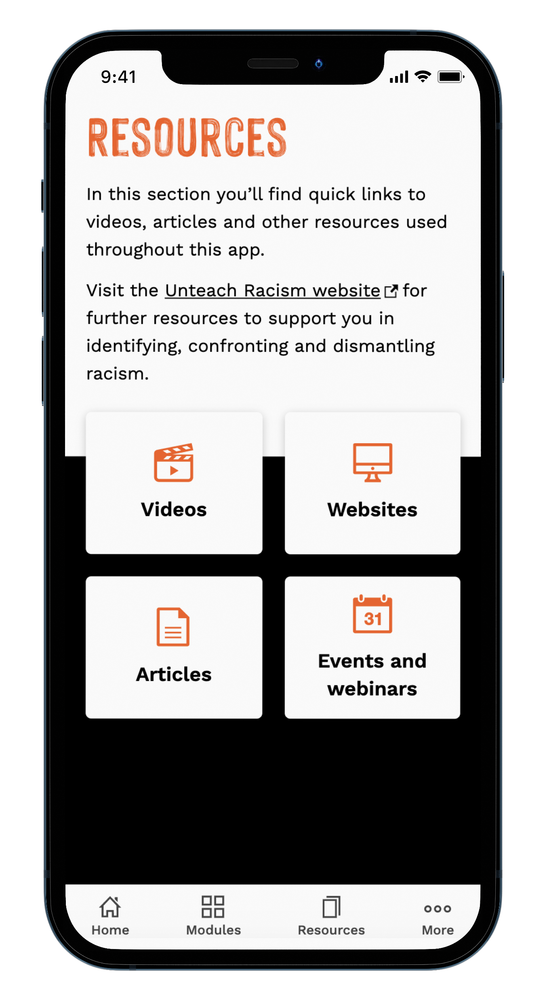 9:41
RESOURCES
In this section you’ll find quick links to
videos, articles and other resources used
throughout this app.
Visit the Unteach Racism website for
further resources to support you in
identifying, confronting and dismantling
racism.
Videos
Websites
Articles
31
Events and
webinars
Home
Modules
Resources
More